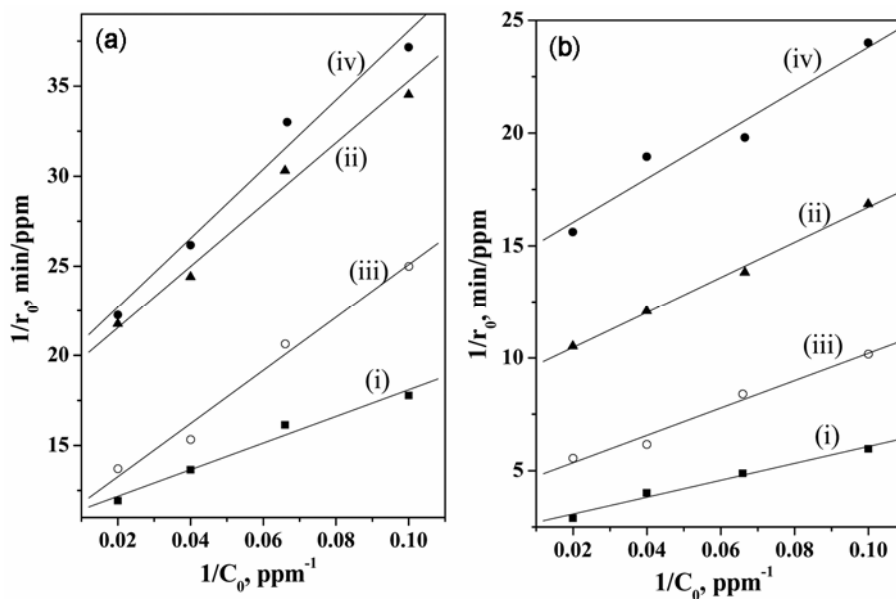 (a)
(iv)
(ii)
(iii)
(i)
35
30
25
20
15
1/r₀, min/ppm
0.02 0.04 0.06 0.08 0.10
1/C₀, ppm⁻¹
(b)
(iv)
(ii)
(iii)
(i)
25
20
15
10
5
1/r₀, min/ppm
0.02 0.04 0.06 0.08 0.10
1/C₀, ppm⁻¹